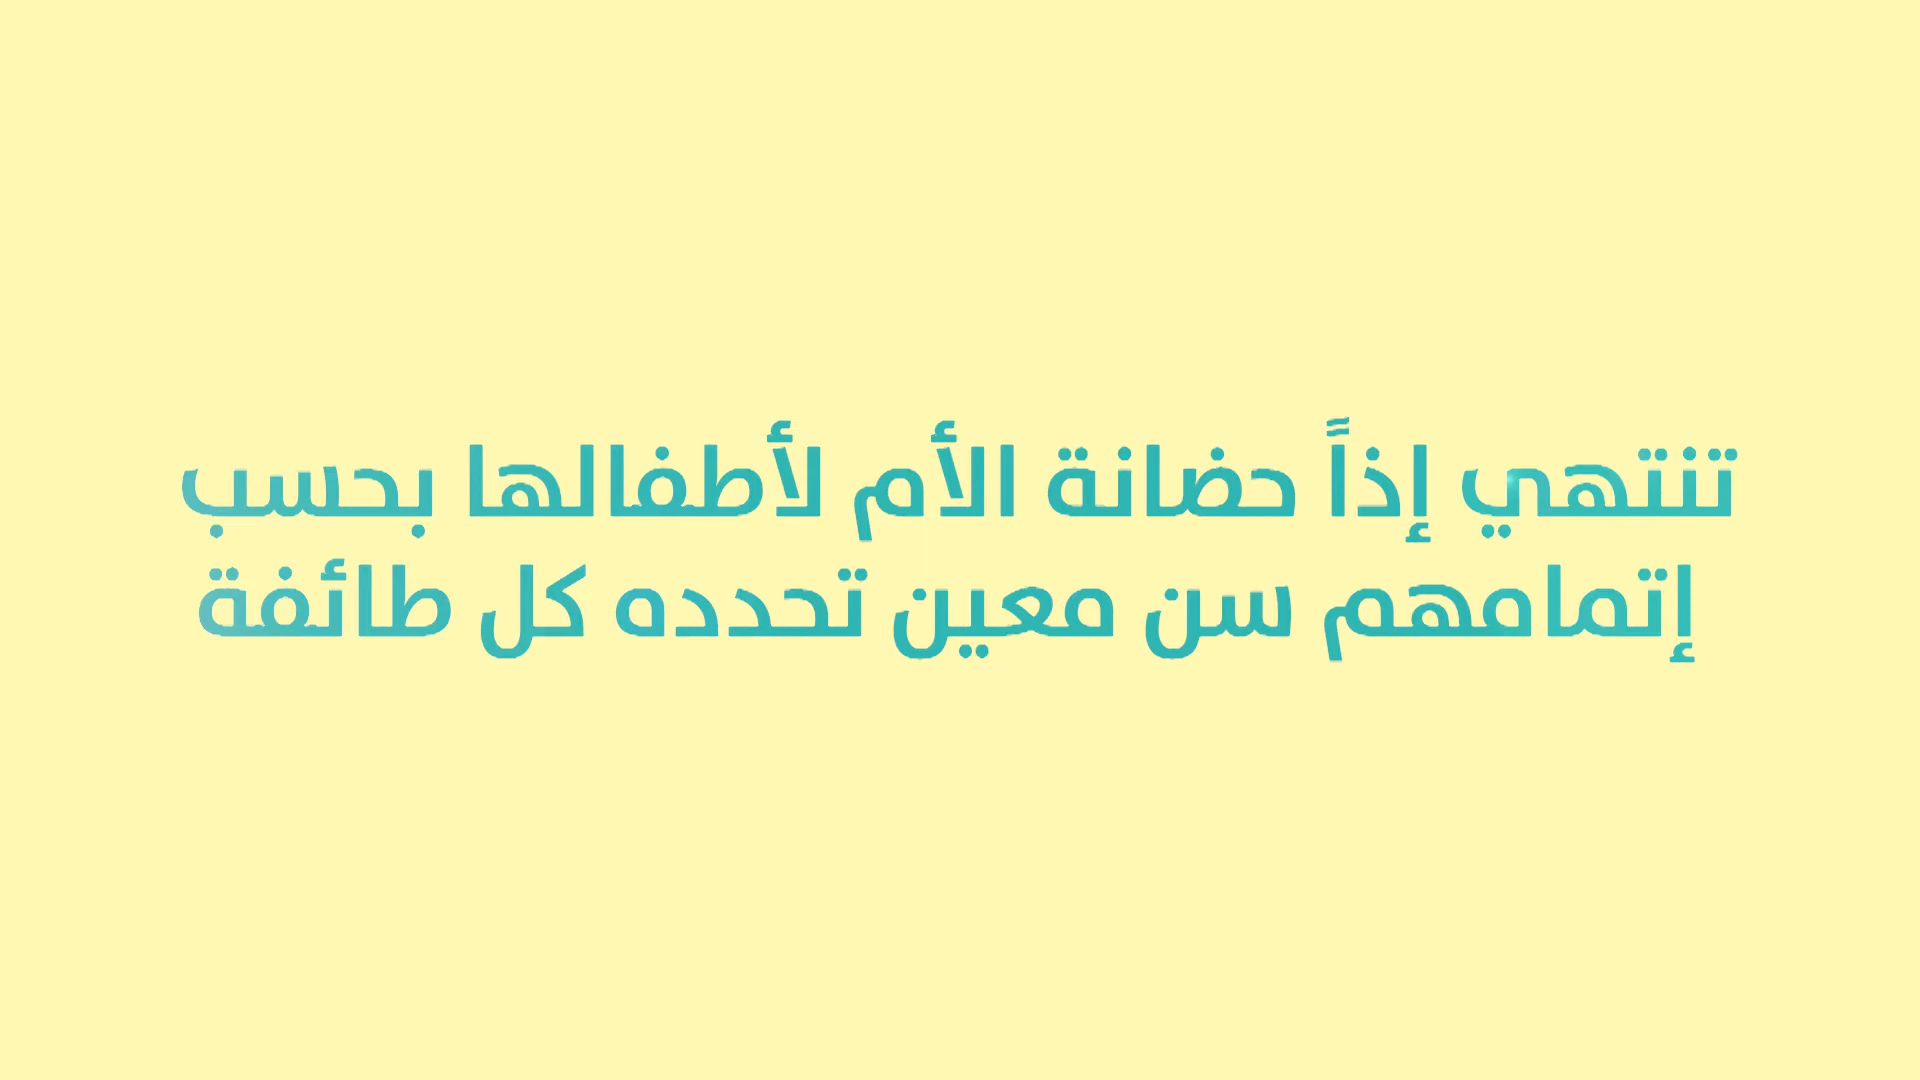 تنتهي إذاً حضانة الأم لأطفالها بحسب
إتمامهم سن معين تحدده كل طائفة